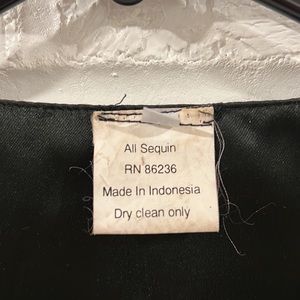 All Sequin
RN 86236
Made In Indonesia
Dry clean only